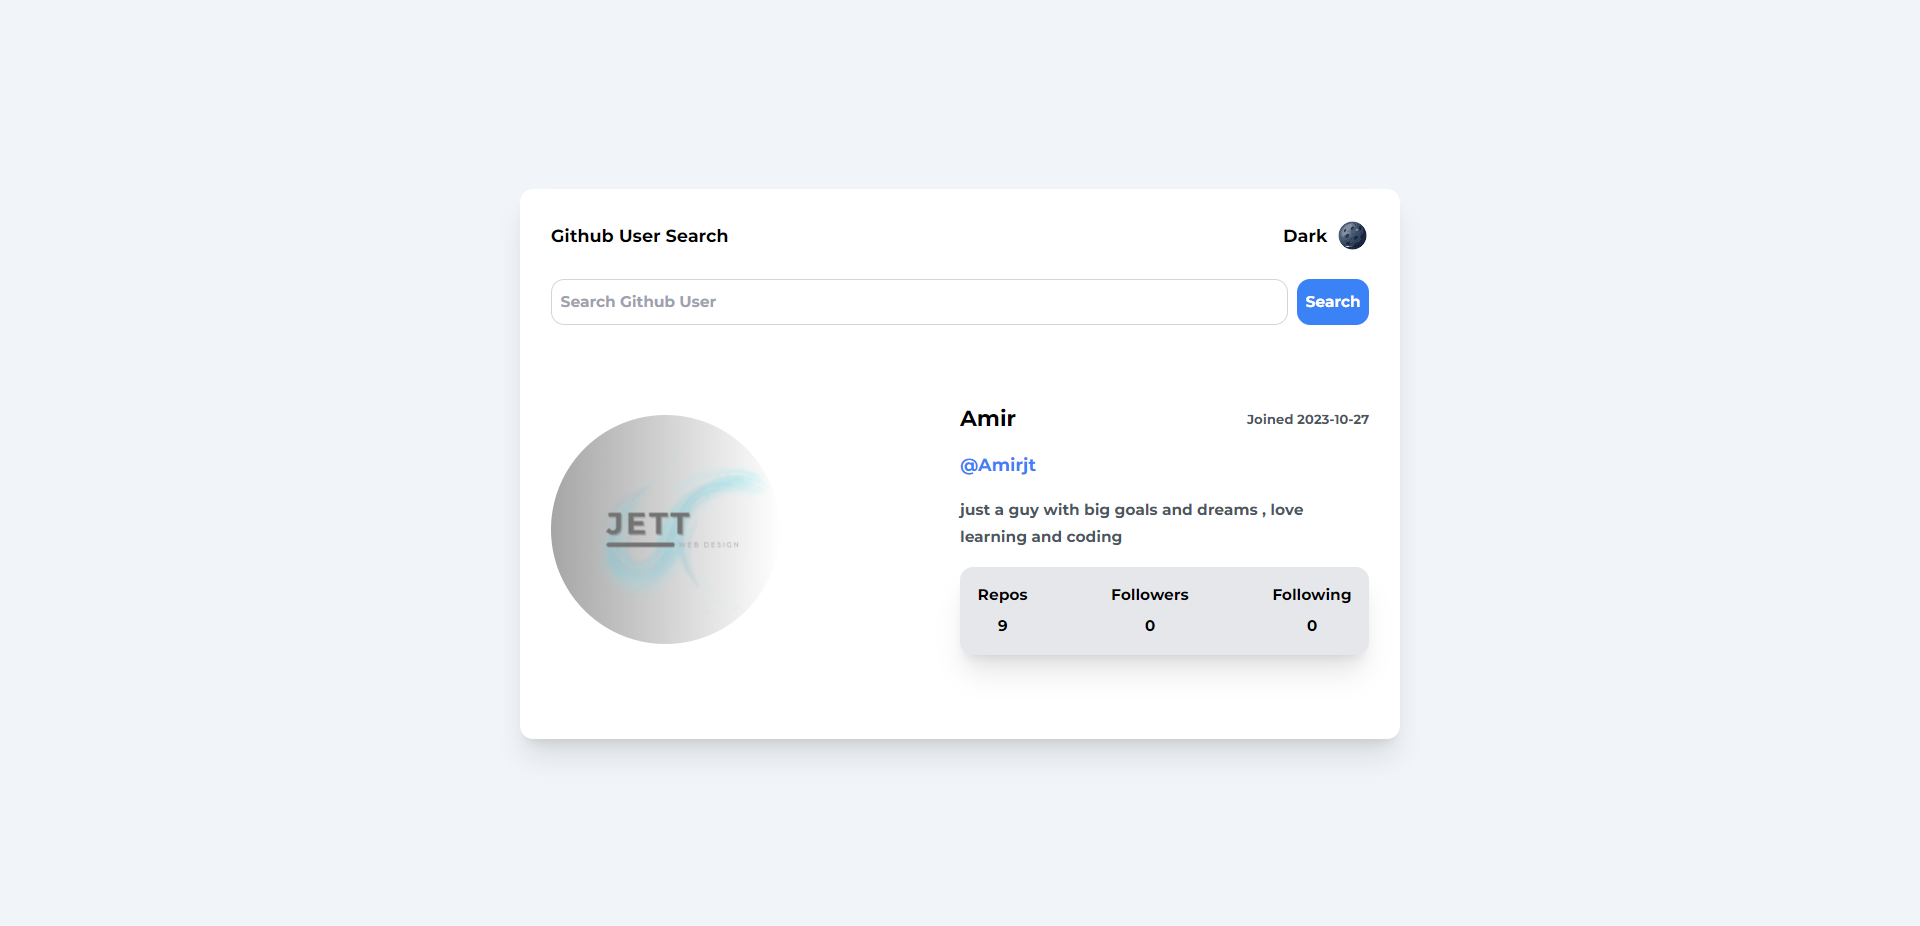 Github User Search
Dark
Search Github User
Search
JETT
WEB DESIGN
Amir
Joined 2023-10-27
@Amirjt
just a guy with big goals and dreams , love
learning and coding
Repos Followers Following
9 0 0